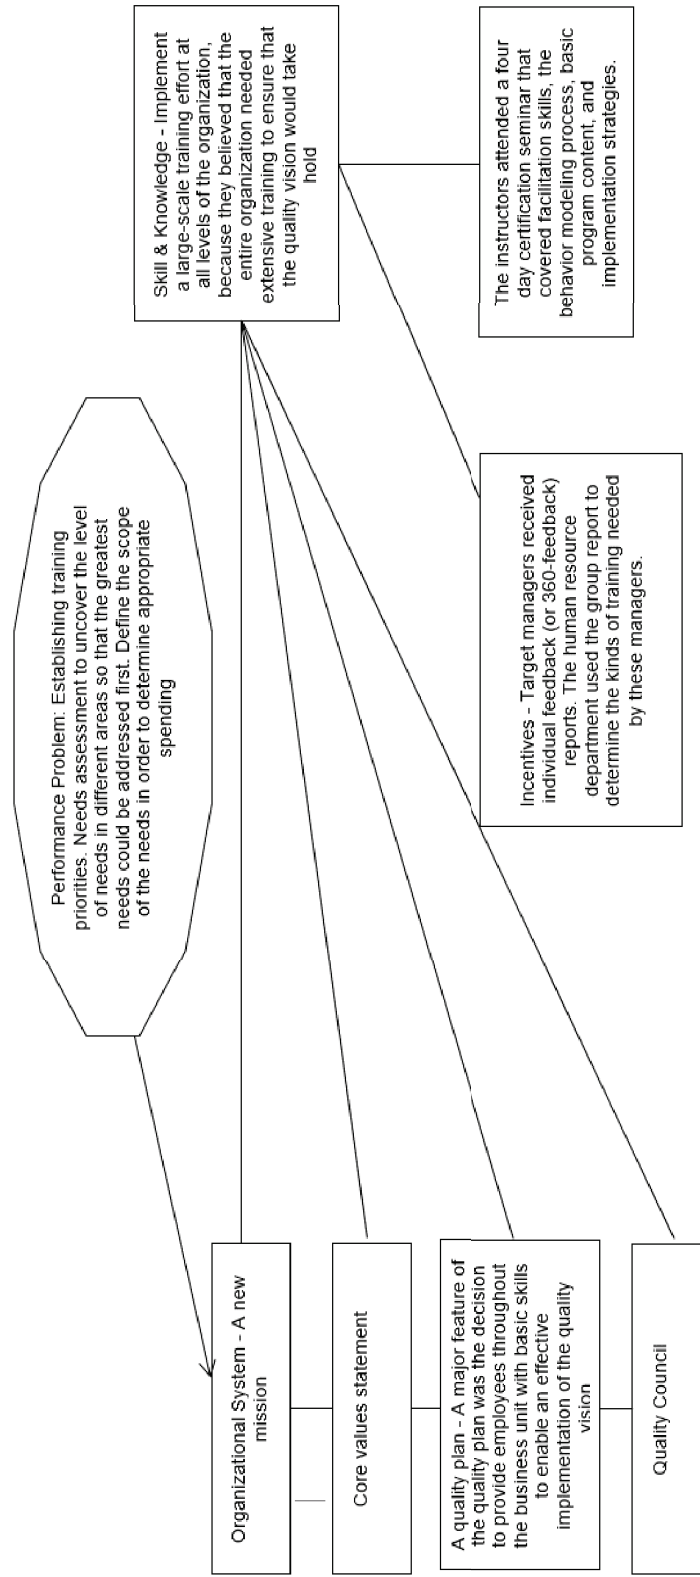 Performance Problem: Establishing training
priorities. Needs assessment to uncover the level
of needs in different areas so that the greatest
needs could be addressed first. Define the scope
of the needs in order to determine appropriate
spending
Organizational System - A new
mission
Core values statement
A quality plan - A major feature of
the quality plan was the decision
to provide employees throughout
the business unit with basic skills
to enable an effective
implementation of the quality
vision
Quality Council
Skill & Knowledge - Implement
a large-scale training effort at
all levels of the organization,
because they believed that the
entire organization needed
extensive training to ensure that
the quality vision would take
hold
Incentives - Target managers received
individual feedback (or 360-feedback)
reports. The human resource
department used the group report to
determine the kinds of training needed
by these managers.
The instructors attended a four
day certification seminar that
covered facilitation skills, the
behavior modeling process, basic
program content, and
implementation strategies.